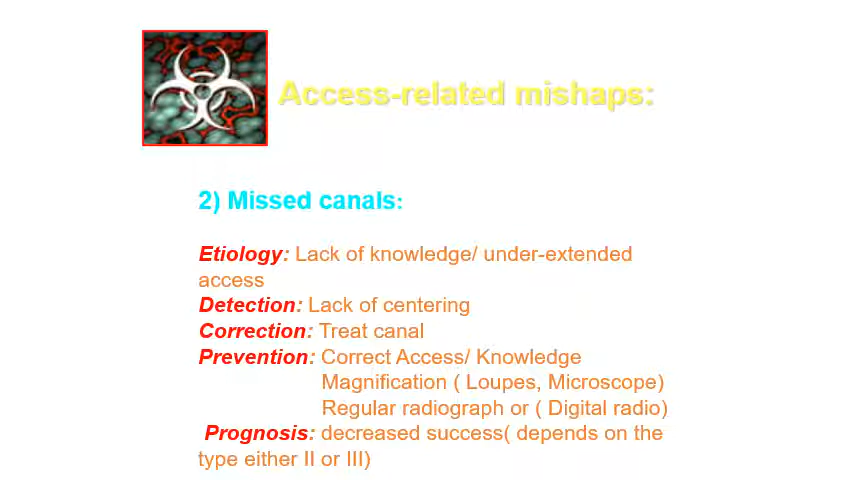 Access-related mishaps:
2) Missed canals:
Etiology: Lack of knowledge/ under-extended
access
Detection: Lack of centering
Correction: Treat canal
Prevention: Correct Access/ Knowledge
Magnification ( Loupes, Microscope)
Regular radiograph or ( Digital radio)
Prognosis: decreased success( depends on the
type either II or III)